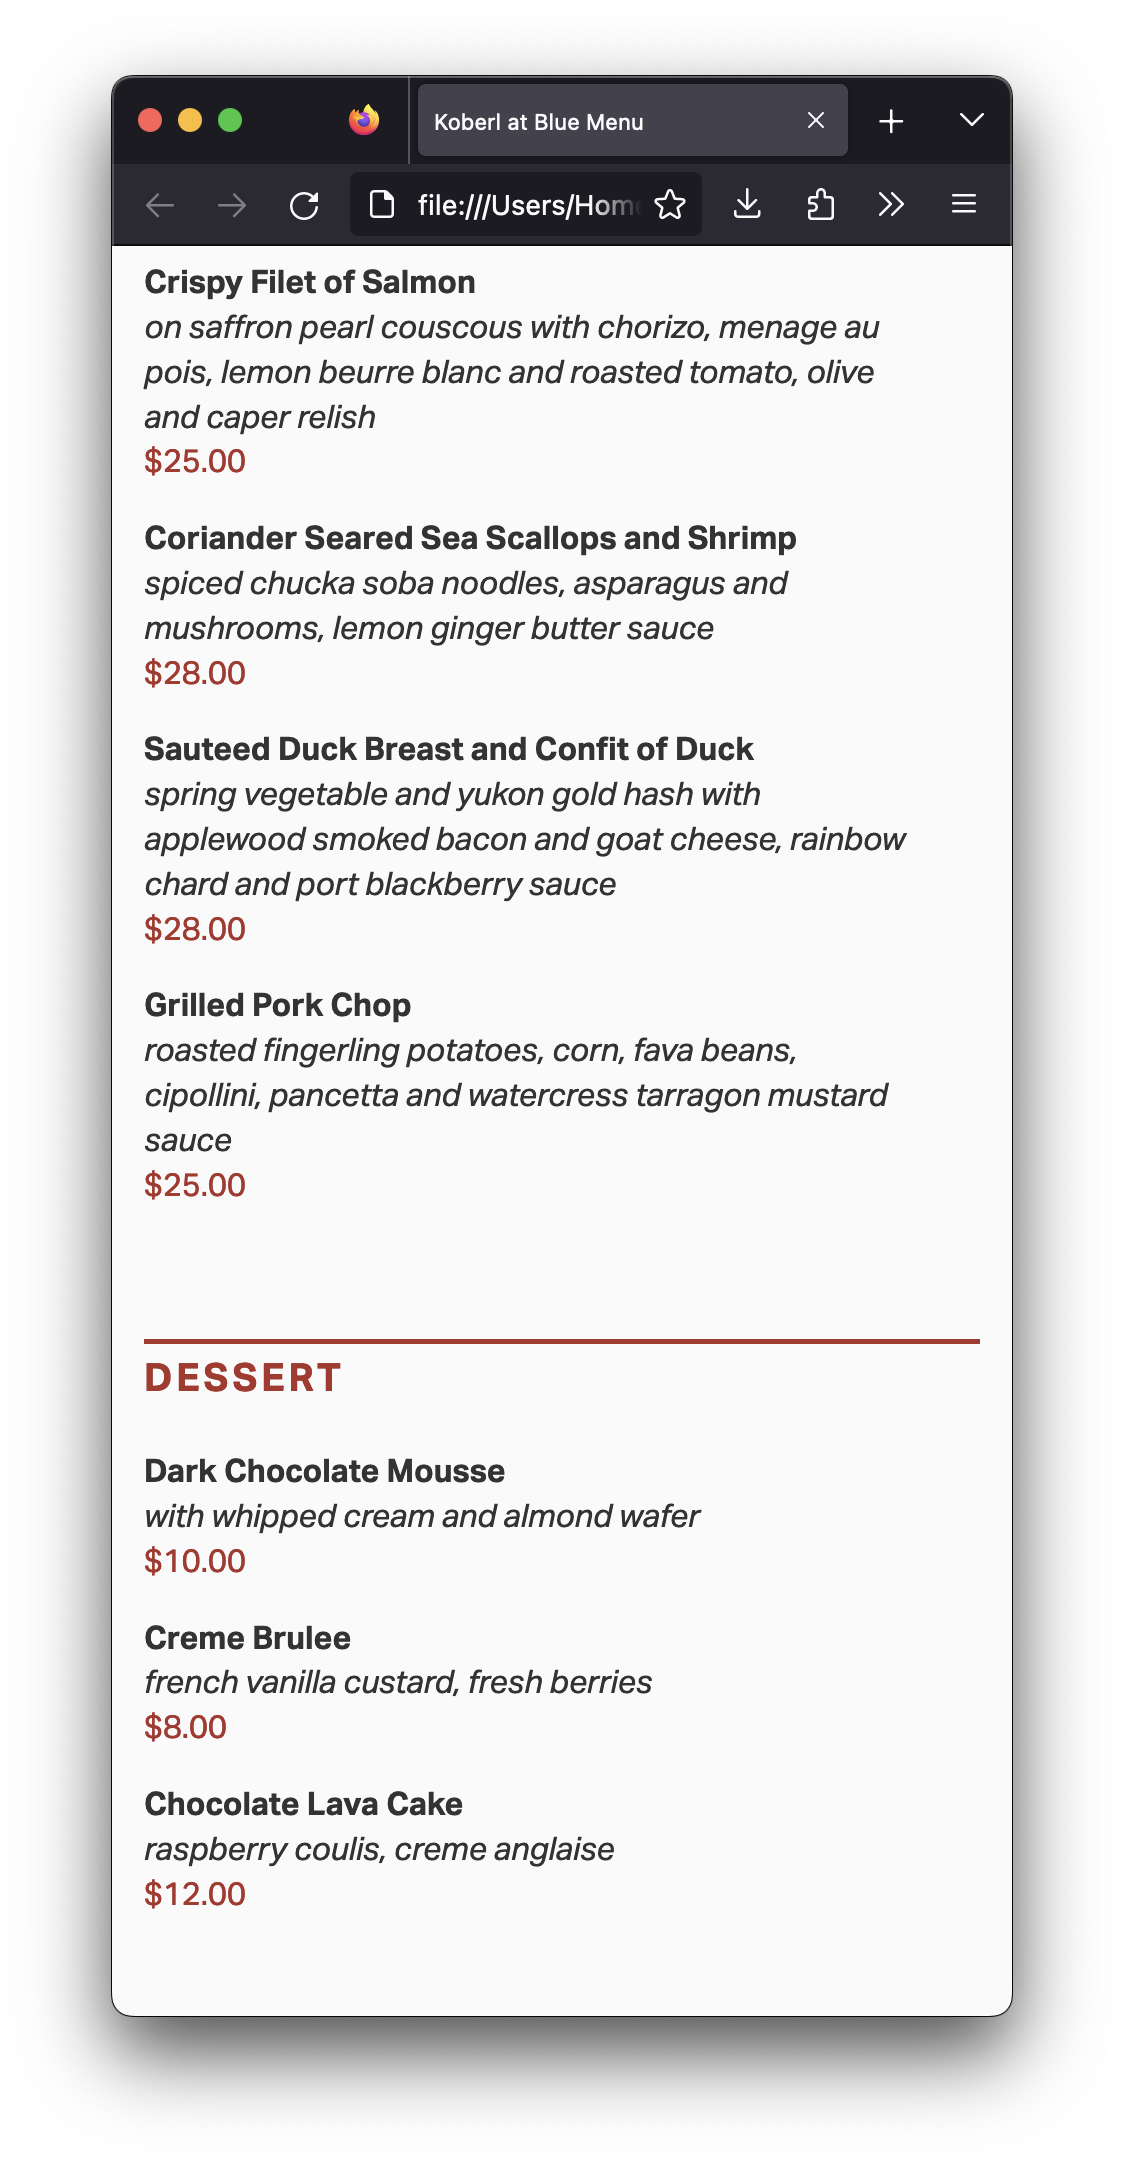 Koberl at Blue Menu
file:///Users/Home
Crispy Filet of Salmon
on saffron pearl couscous with chorizo, menage au
pois, lemon beurre blanc and roasted tomato, olive
and caper relish
$25.00
Coriander Seared Sea Scallops and Shrimp
spiced chucka soba noodles, asparagus and
mushrooms, lemon ginger butter sauce
$28.00
Sauteed Duck Breast and Confit of Duck
spring vegetable and yukon gold hash with
applewood smoked bacon and goat cheese, rainbow
chard and port blackberry sauce
$28.00
Grilled Pork Chop
roasted fingerling potatoes, corn, fava beans,
cipollini, pancetta and watercress tarragon mustard
sauce
$25.00
DESSERT
Dark Chocolate Mousse
with whipped cream and almond wafer
$10.00
Creme Brulee
french vanilla custard, fresh berries
$8.00
Chocolate Lava Cake
raspberry coulis, creme anglaise
$12.00